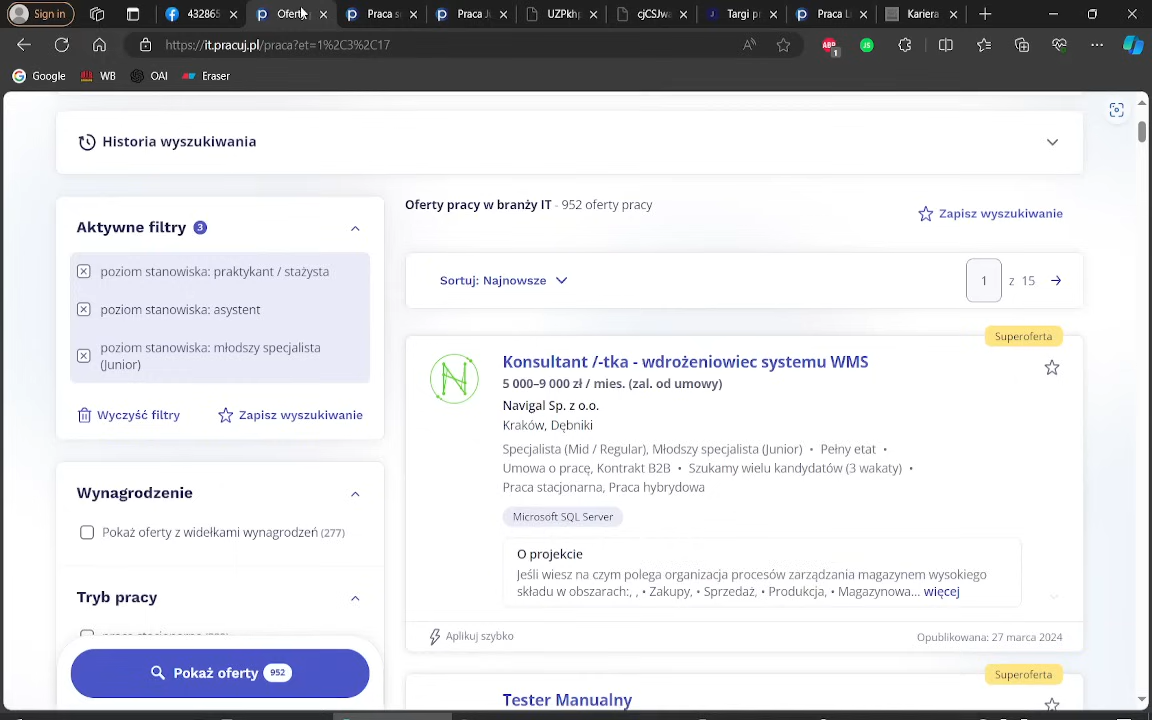 Sign in
432865
Ofert
Praca s
Praca J
UZPkhp
cjCSJw
Targi p
Praca L
Kariera
https://it.pracuj.pl/praca?et=1%2C3%2C17
Google
WB
OAI
Eraser
Historia wyszukiwania
Aktywne filtry 3
poziom stanowiska: praktykant / stażysta
poziom stanowiska: asystent
poziom stanowiska: młodszy specjalista
(Junior)
Wyczyść filtry
Zapisz wyszukiwanie
Wynagrodzenie
Pokaż oferty z widełkami wynagrodzeń (277)
Tryb pracy
Pokaż oferty 952
Oferty pracy w branży IT - 952 oferty pracy
Zapisz wyszukiwanie
Sortuj: Najnowsze
1 z 15
Superoferta
Konsultant /-tka - wdrożeniowiec systemu WMS
5 000–9 000 zł / mies. (zal. od umowy)
Navigal Sp. z o.o.
Kraków, Dębniki
Specjalista (Mid / Regular), Młodszy specjalista (Junior) • Pełny etat •
Umowa o pracę, Kontrakt B2B • Szukamy wielu kandydatów (3 wakaty) •
Praca stacjonarna, Praca hybrydowa
Microsoft SQL Server
O projekcie
Jeśli wiesz na czym polega organizacja procesów zarządzania magazynem wysokiego
składu w obszarach:, , • Zakupy, • Sprzedaż, • Produkcja, • Magazynowa... więcej
Aplikuj szybko
Opublikowana: 27 marca 2024
Superoferta
Tester Manualny